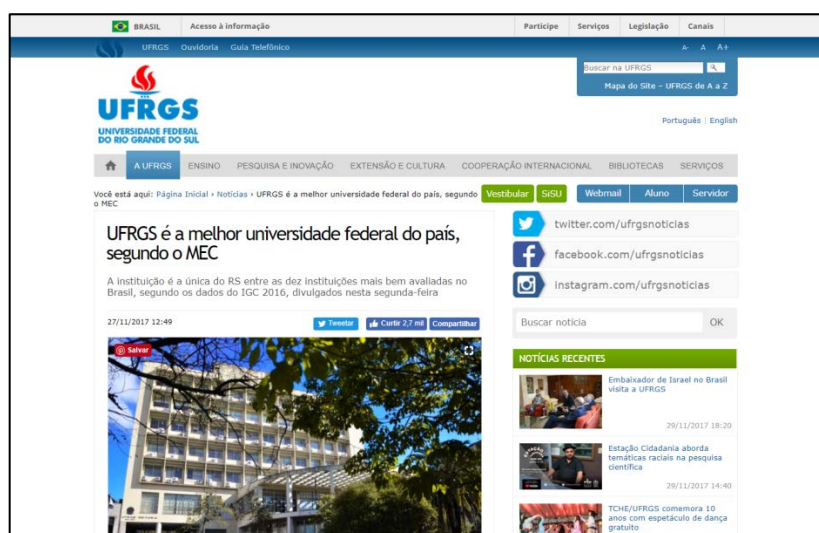 BRASIL Acesso à informação Participe Serviços Legislação Canais
UFRGS Ouvidoria Guia Telefônico A- A A+
Buscar na UFRGS
Mapa do Site – UFRGS de A a Z
UFRGS
UNIVERSIDADE FEDERAL
DO RIO GRANDE DO SUL
Português | English
A UFRGS ENSINO PESQUISA E INOVAÇÃO EXTENSÃO E CULTURA COOPERAÇÃO INTERNACIONAL BIBLIOTECAS SERVIÇOS
Você está aqui: Página Inicial › Notícias › UFRGS é a melhor universidade federal do país, segundo
o MEC
Vestibular SiSU Webmail Aluno Servidor
UFRGS é a melhor universidade federal do país,
segundo o MEC
A instituição é a única do RS entre as dez instituições mais bem avaliadas no
Brasil, segundo os dados do IGC 2016, divulgados nesta segunda-feira
27/11/2017 12:49 Tweetar Curtir 2,7 mil Compartilhar
Salvar
twitter.com/ufrgsnoticias
facebook.com/ufrgsnoticias
instagram.com/ufrgsnoticias
Buscar notícia OK
NOTÍCIAS RECENTES
Embaixador de Israel no Brasil
visita a UFRGS
29/11/2017 18:20
Estação Cidadania aborda
temáticas raciais na pesquisa
científica
29/11/2017 14:40
TCHE/UFRGS comemora 10
anos com espetáculo de dança
gratuito